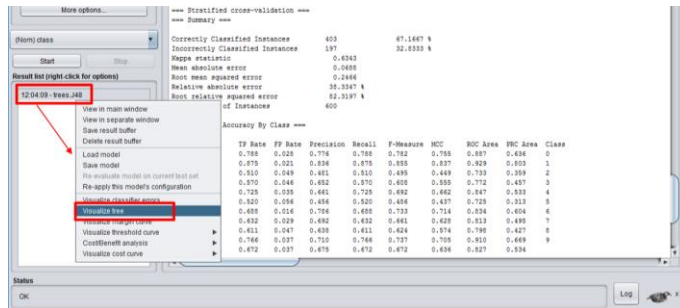 More options...
(Nom) class
Start Stop
Result list (right-click for options)
12:04:09 - trees.J48
View in main window
View in separate window
Save result buffer
Delete result buffer
Load model
Save model
Re-evaluate model on current test set
Re-apply this model's configuration
Visualize classifier errors
Visualize tree
Visualize margin curve
Visualize threshold curve
Cost/Benefit analysis
Visualize cost curve
=== Stratified cross-validation ===
=== Summary ===
Correctly Classified Instances 403 67.1667 %
Incorrectly Classified Instances 197 32.8333 %
Kappa statistic 0.6343
Mean absolute error 0.0688
Root mean squared error 0.2466
Relative absolute error 38.3347 %
Root relative squared error 82.3197 %
of Instances 600
Accuracy By Class ===
TP Rate FP Rate Precision Recall F-Measure MCC ROC Area PRC Area Class
0.788 0.028 0.776 0.788 0.782 0.755 0.887 0.636 0
0.875 0.021 0.836 0.875 0.855 0.837 0.929 0.803 1
0.510 0.049 0.481 0.510 0.495 0.449 0.733 0.359 2
0.570 0.046 0.652 0.570 0.608 0.555 0.772 0.457 3
0.725 0.035 0.661 0.725 0.692 0.662 0.847 0.533 4
0.520 0.056 0.456 0.520 0.486 0.437 0.725 0.313 5
0.688 0.016 0.786 0.688 0.733 0.714 0.834 0.604 6
0.632 0.029 0.692 0.632 0.661 0.628 0.813 0.495 7
0.611 0.047 0.638 0.611 0.624 0.574 0.798 0.427 8
0.766 0.037 0.710 0.766 0.737 0.705 0.910 0.669 9
0.672 0.037 0.675 0.672 0.672 0.636 0.827 0.534
Status
OK
Log
x